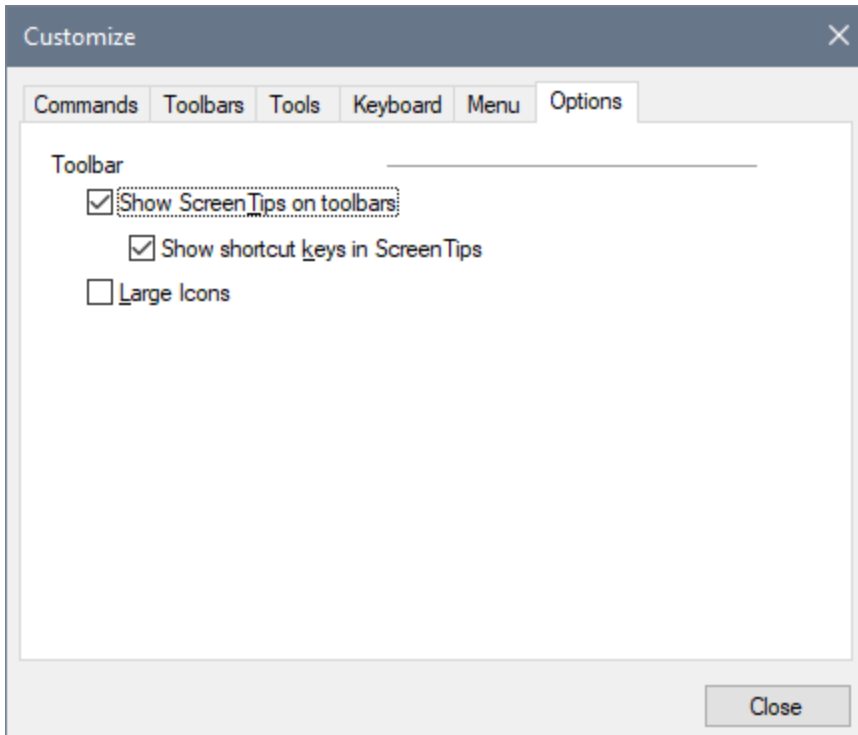 Customize
Commands Toolbars Tools Keyboard Menu Options
Toolbar
Show ScreenTips on toolbars
Show shortcut keys in ScreenTips
Large Icons
Close